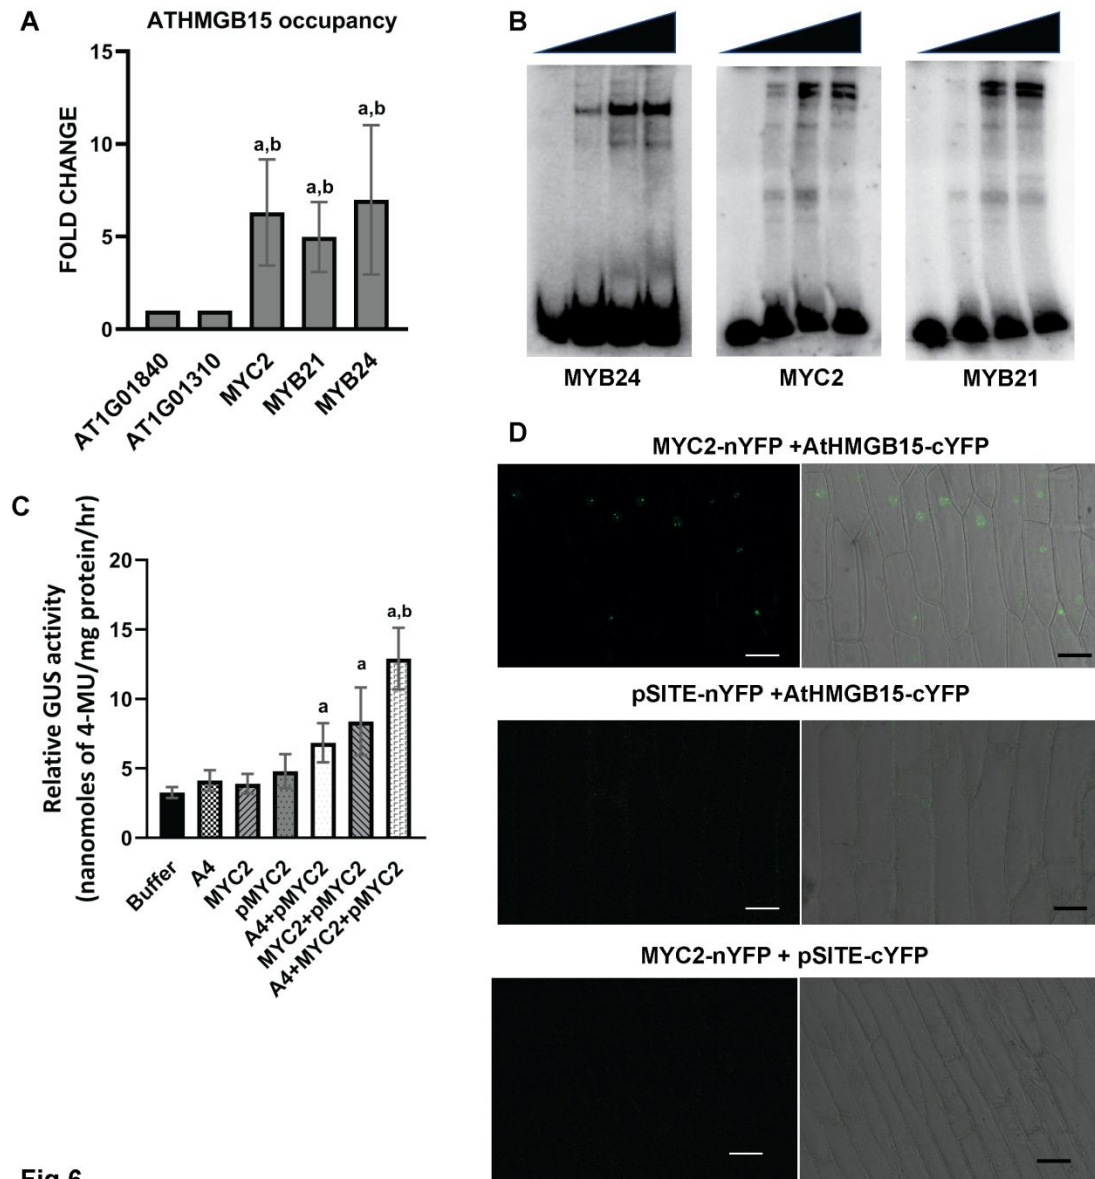 A
ATHMGB15 occupancy
FOLD CHANGE
15
10
5
0
a,b
a,b
a,b
AT1G01840
AT1G01310
MYC2
MYB21
MYB24
B
MYB24
MYC2
MYB21
C
Relative GUS activity
(nanomoles of 4-MU/mg protein/hr)
20
15
10
5
0
a
a
a,b
Buffer
A4
MYC2
pMYC2
A4+pMYC2
MYC2+pMYC2
A4+MYC2+pMYC2
D
MYC2-nYFP +AtHMGB15-cYFP
pSITE-nYFP +AtHMGB15-cYFP
MYC2-nYFP + pSITE-cYFP